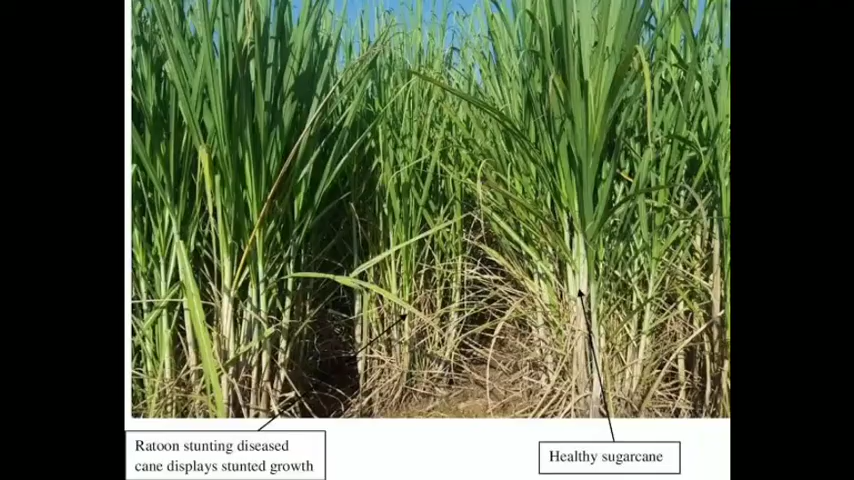 Ratoon stunting diseased
cane displays stunted growth
Healthy sugarcane